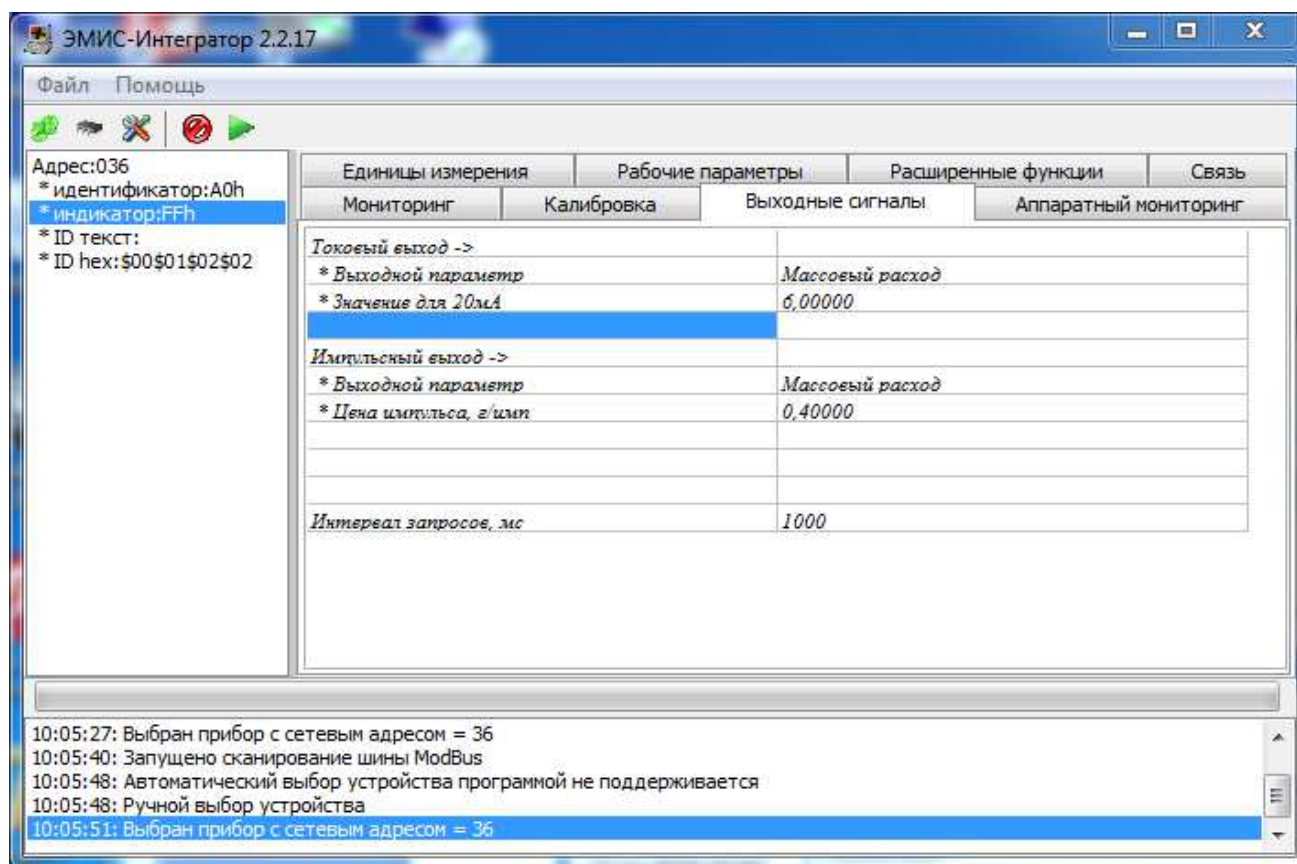 ЭМИС-Интегратор 2.2.17
Файл Помощь
Адрес:036
* идентификатор:A0h
* индикатор:FFh
* ID текст:
* ID hex:$00$01$02$02
Единицы измерения Рабочие параметры Расширенные функции Связь
Мониторинг Калибровка Выходные сигналы Аппаратный мониторинг
Токовый выход ->
* Выходной параметр Массовый расход
* Значение для 20мА 6,00000
Импульсный выход ->
* Выходной параметр Массовый расход
* Цена импульса, г/имп 0,40000
Интервал запросов, мс 1000
10:05:27: Выбран прибор с сетевым адресом = 36
10:05:40: Запущено сканирование шины ModBus
10:05:48: Автоматический выбор устройства программой не поддерживается
10:05:48: Ручной выбор устройства
10:05:51: Выбран прибор с сетевым адресом = 36